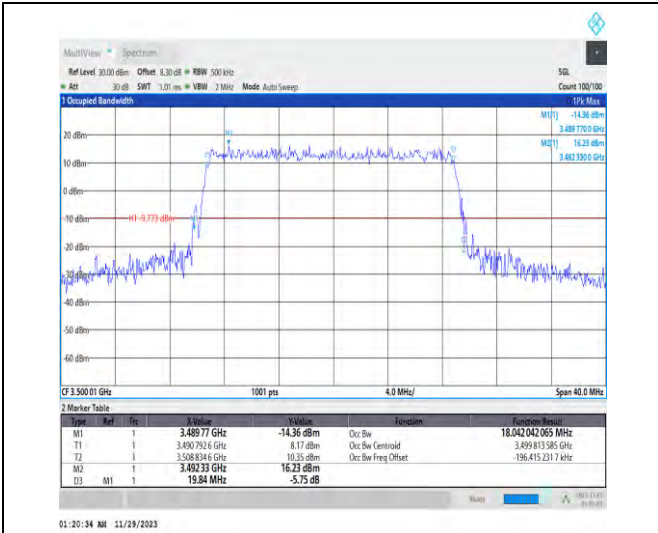 MultiView Spectrum
Ref Level 30.00 dBm Offset 8.30 dB RBW 500 kHz SGL
Att 30 dB SWT 1.01 ms VBW 2 MHz Mode Auto Sweep Count 100/100
1 Occupied Bandwidth 1Pk Max
M1[1] -14.36 dBm
3.489 770 0 GHz
M2[1] 16.23 dBm
3.492 330 0 GHz
20 dBm
10 dBm
0 dBm
-10 dBm H1 -9.773 dBm
-20 dBm
-30 dBm
-40 dBm
-50 dBm
-60 dBm
CF 3.500 01 GHz 1001 pts 4.0 MHz/ Span 40.0 MHz
2 Marker Table
Type Ref Trc X-Value Y-Value Function Function Result
M1 1 3.489 77 GHz -14.36 dBm Occ Bw 18.042 042 065 MHz
T1 1 3.490 792 6 GHz 8.17 dBm Occ Bw Centroid 3.499 813 585 GHz
T2 1 3.508 834 6 GHz 10.35 dBm Occ Bw Freq Offset -196.415 231 7 kHz
M2 1 3.492 33 GHz 16.23 dBm
D3 M1 1 19.84 MHz -5.75 dB
01:20:34 AM 11/29/2023